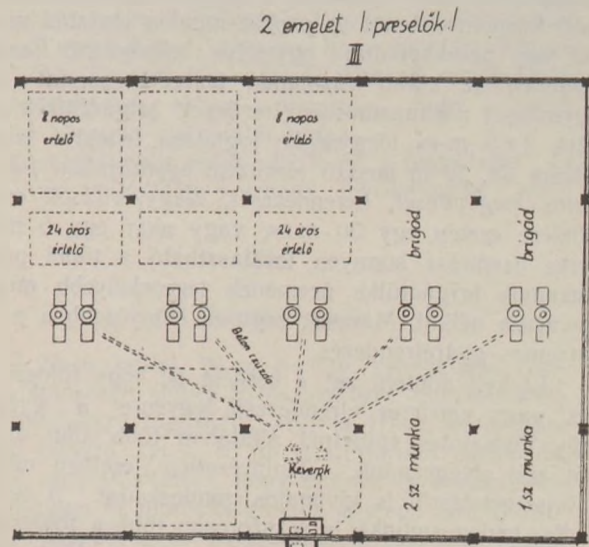 2 emelet /preselők/
III
8 napos
érlelő
8 napos
érlelő
24 órás
érlelő
24 órás
érlelő
brigád
brigád
Beton csúzda
Keverők
2 sz munka
1 sz munka